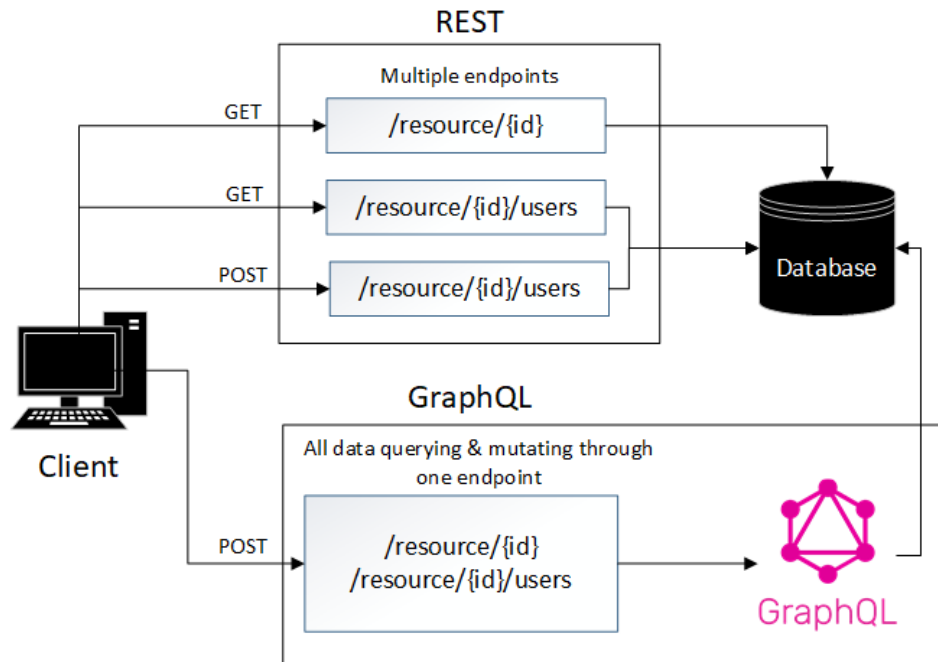 REST
Multiple endpoints
GET
/resource/{id}
GET
/resource/{id}/users
POST
/resource/{id}/users
Database
Client
GraphQL
All data querying & mutating through
one endpoint
POST
/resource/{id}
/resource/{id}/users
GraphQL